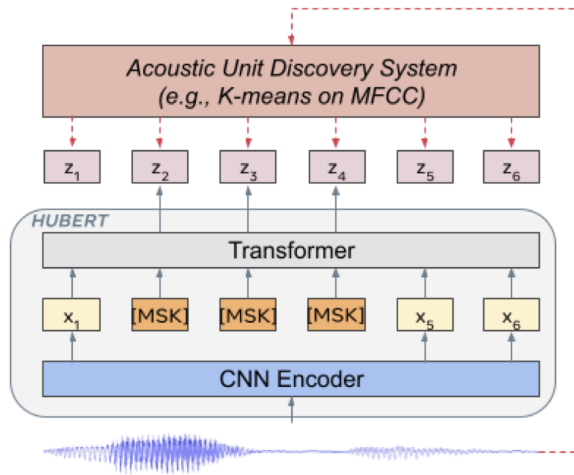 Acoustic Unit Discovery System
(e.g., K-means on MFCC)
z1 z2 z3 z4 z5 z6
HUBERT
Transformer
x1 [MSK] [MSK] [MSK] x5 x6
CNN Encoder